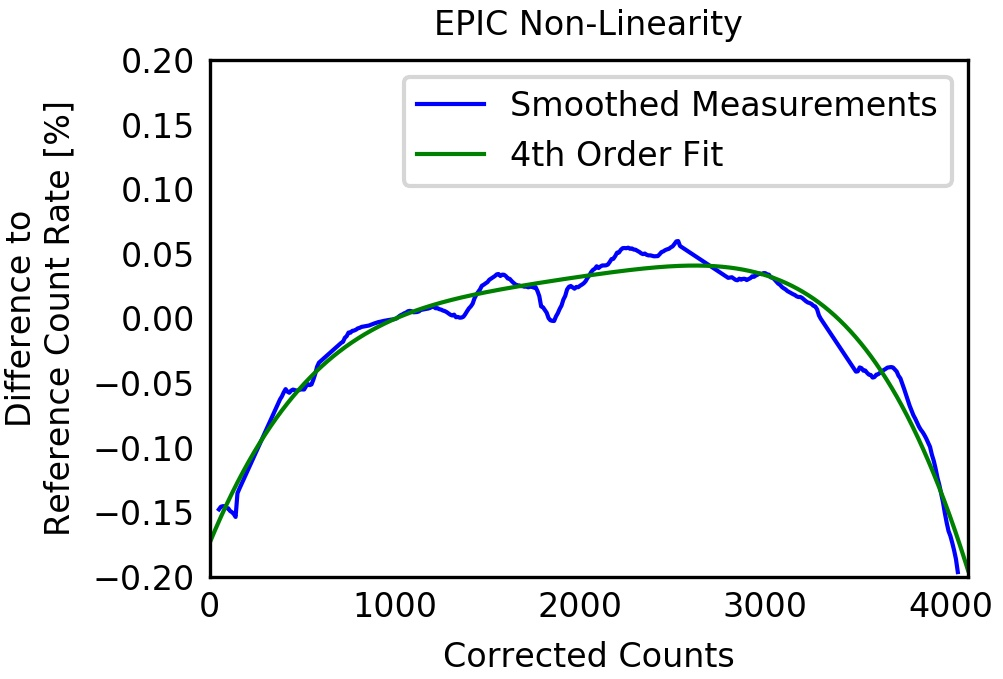 EPIC Non-Linearity
Difference to
Reference Count Rate [%]
0.20
0.15
0.10
0.05
0.00
−0.05
−0.10
−0.15
−0.20
Smoothed Measurements
4th Order Fit
0 1000 2000 3000 4000
Corrected Counts